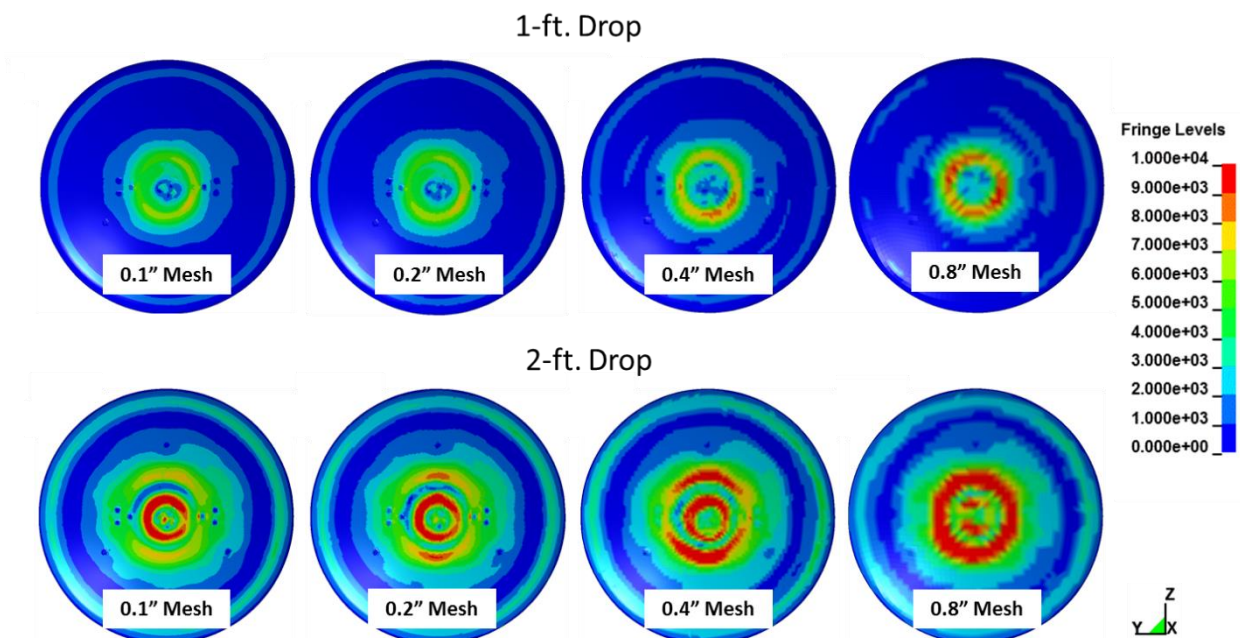 1-ft. Drop
0.1” Mesh
0.2” Mesh
0.4” Mesh
0.8” Mesh
2-ft. Drop
0.1” Mesh
0.2” Mesh
0.4” Mesh
0.8” Mesh
Fringe Levels
1.000e+04
9.000e+03
8.000e+03
7.000e+03
6.000e+03
5.000e+03
4.000e+03
3.000e+03
2.000e+03
1.000e+03
0.000e+00
Z
Y X